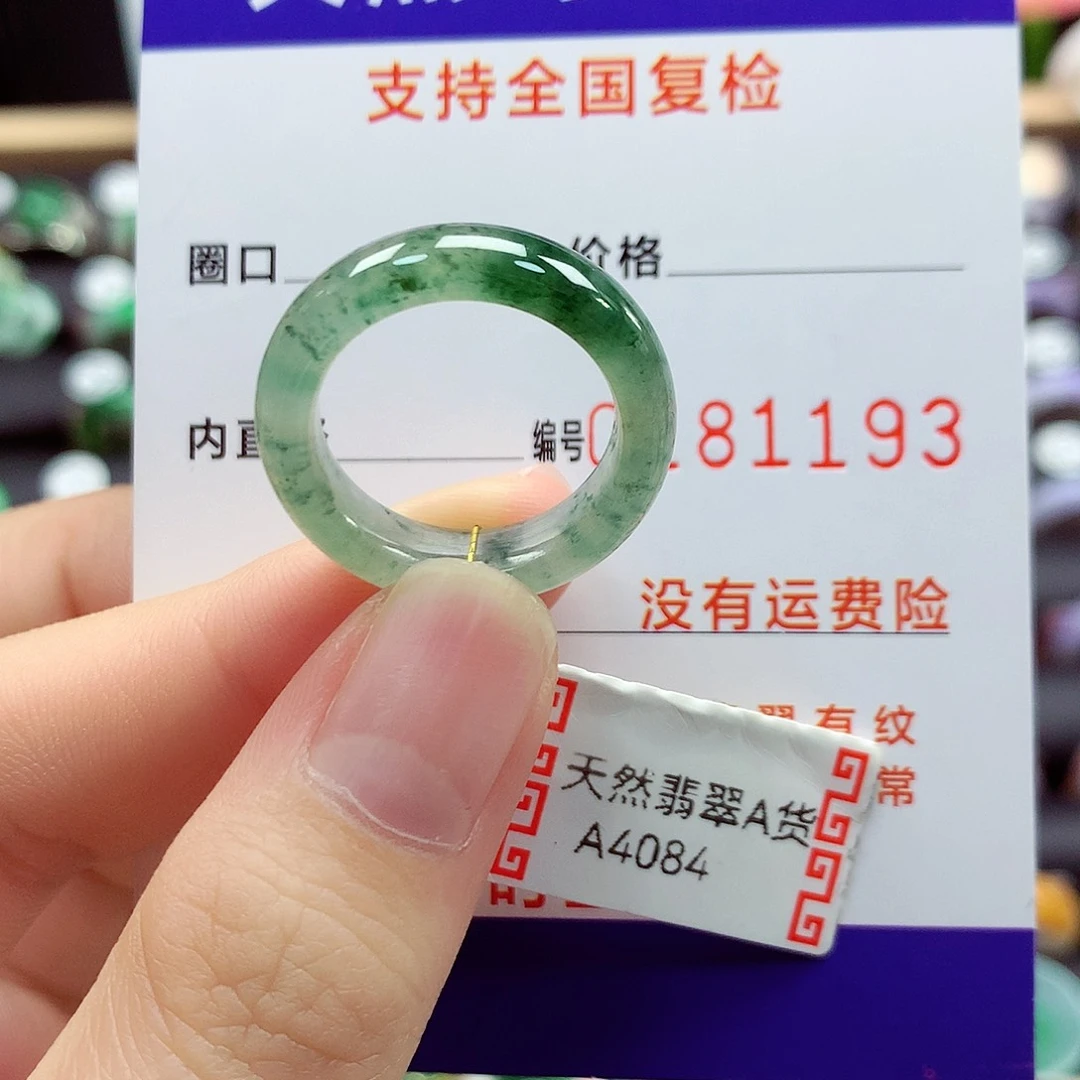 支持全国复检
圈口
价格
内直
编号
81193
没有运费险
有纹
常
天然翡翠A货
A4084